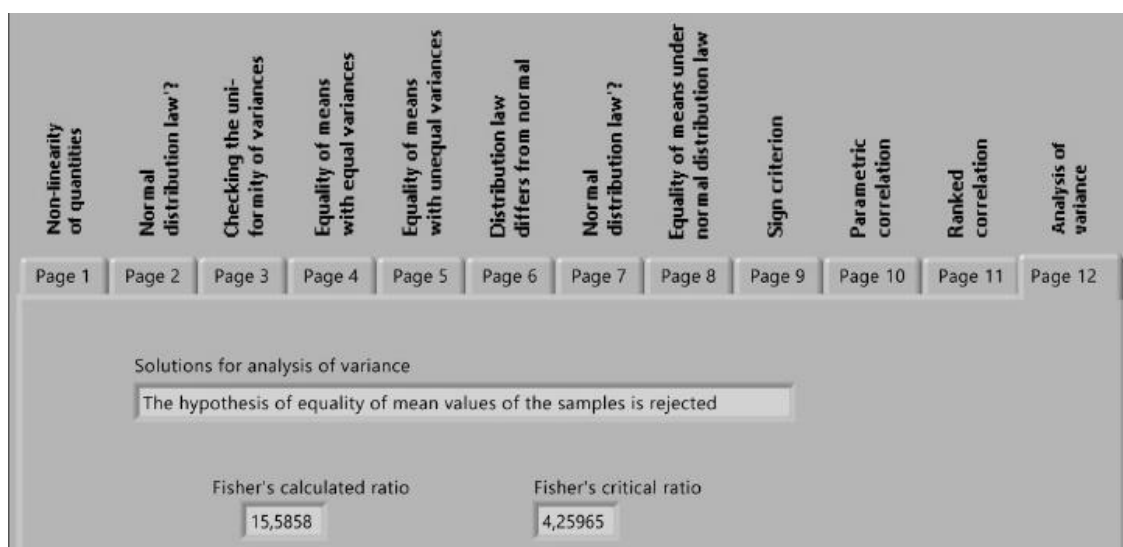 Non-linearity
of quantities
Normal
distribution law'?
Checking the uni-
formity of variances
Equality of means
with equal variances
Equality of means
with unequal variances
Distribution law
differs from normal
Normal
distribution law'?
Equality of means under
normal distribution law
Sign criterion
Parametric
correlation
Ranked
correlation
Analysis of
variance
Page 1 Page 2 Page 3 Page 4 Page 5 Page 6 Page 7 Page 8 Page 9 Page 10 Page 11 Page 12
Solutions for analysis of variance
The hypothesis of equality of mean values of the samples is rejected
Fisher's calculated ratio Fisher's critical ratio
15,5858 4,25965